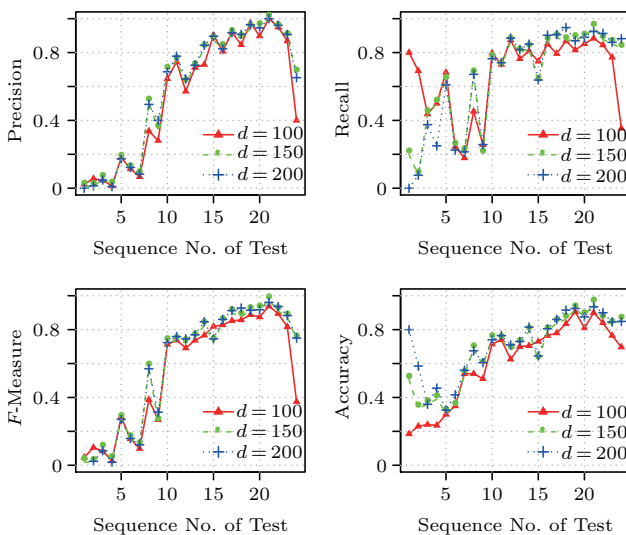 Precision
0.8
0.4
0
5 10 15 20
d = 100
d = 150
d = 200
Sequence No. of Test
Recall
0.8
0.4
0
5 10 15 20
d = 100
d = 150
d = 200
Sequence No. of Test
F-Measure
0.8
0.4
0
5 10 15 20
d = 100
d = 150
d = 200
Sequence No. of Test
Accuracy
0.8
0.4
0
5 10 15 20
d = 100
d = 150
d = 200
Sequence No. of Test